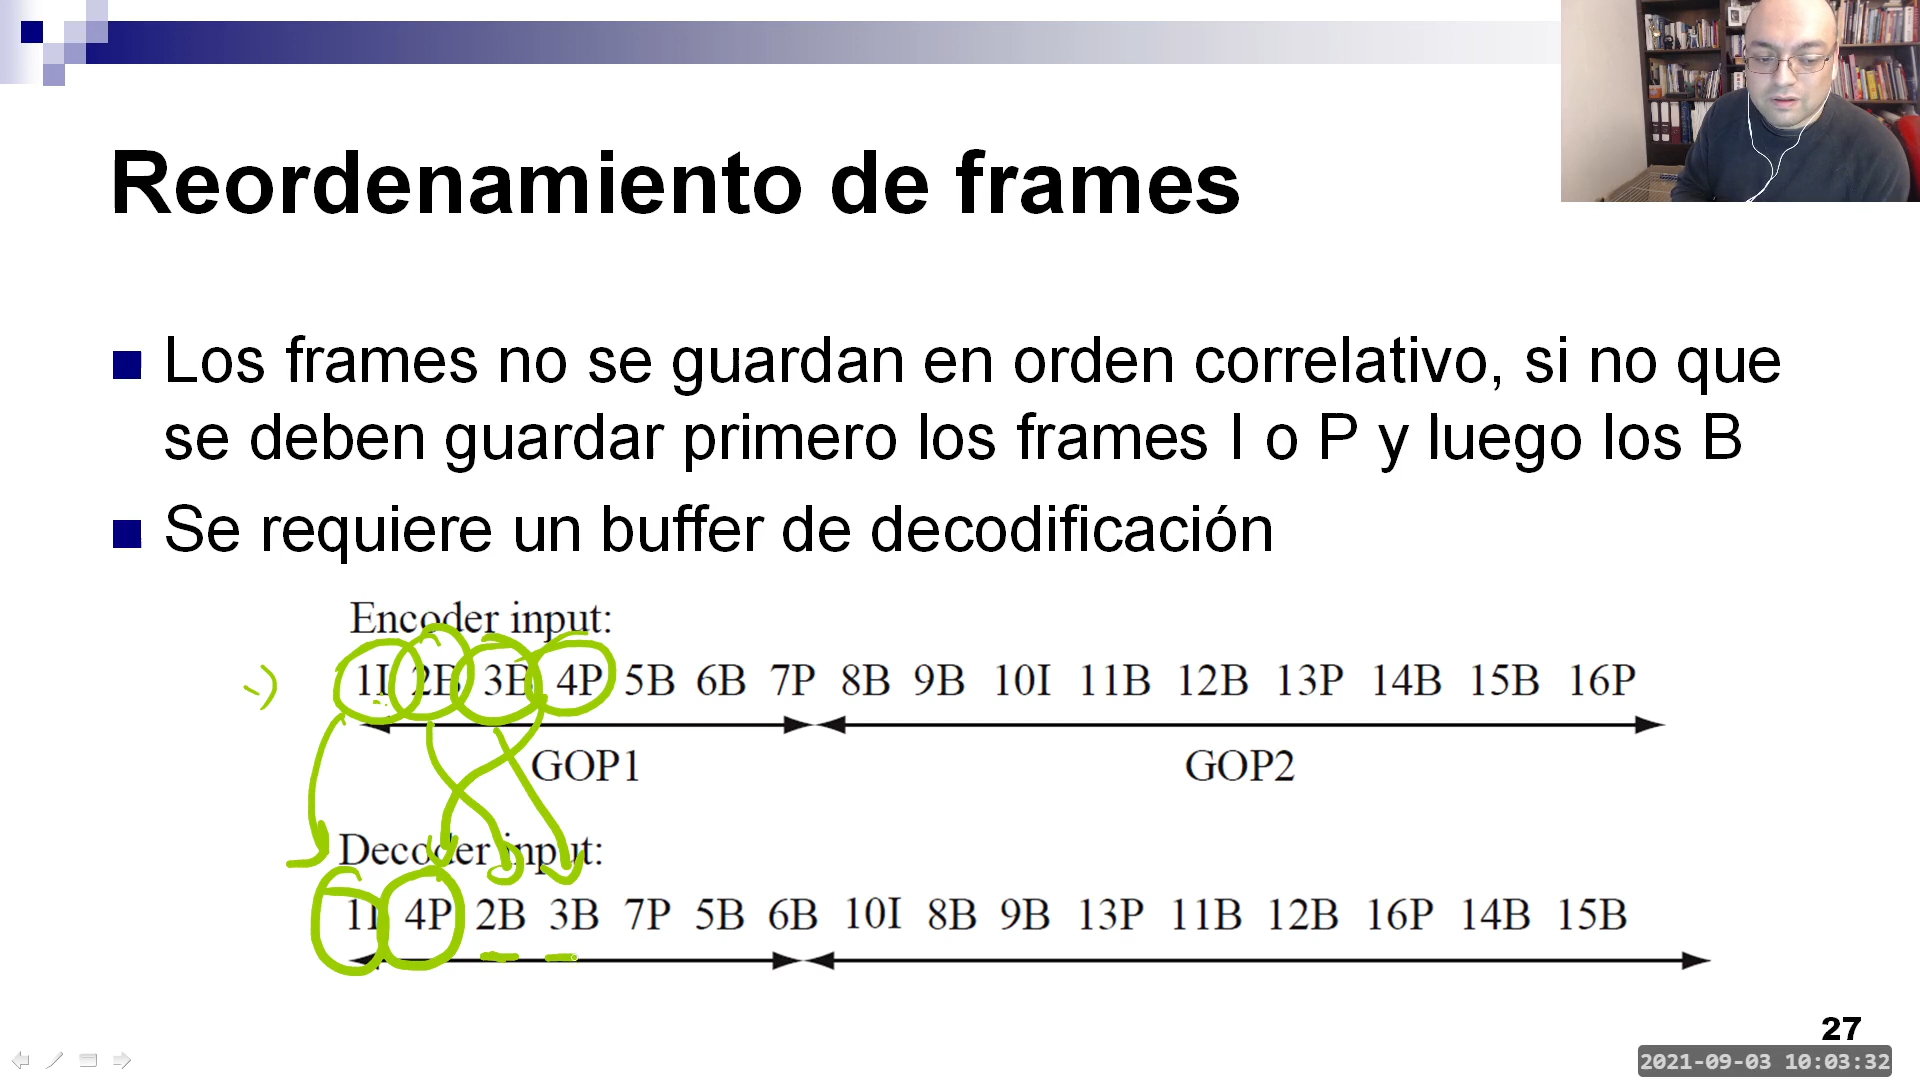 Reordenamiento de frames
Los frames no se guardan en orden correlativo, si no que
se deben guardar primero los frames I o P y luego los B
Se requiere un buffer de decodificación
Encoder input:
1I 2B 3B 4P 5B 6B 7P 8B 9B 10I 11B 12B 13P 14B 15B 16P
GOP1 GOP2
Decoder input:
1I 4P 2B 3B 7P 5B 6B 10I 8B 9B 13P 11B 12B 16P 14B 15B
27
2021-09-03 10:03:32